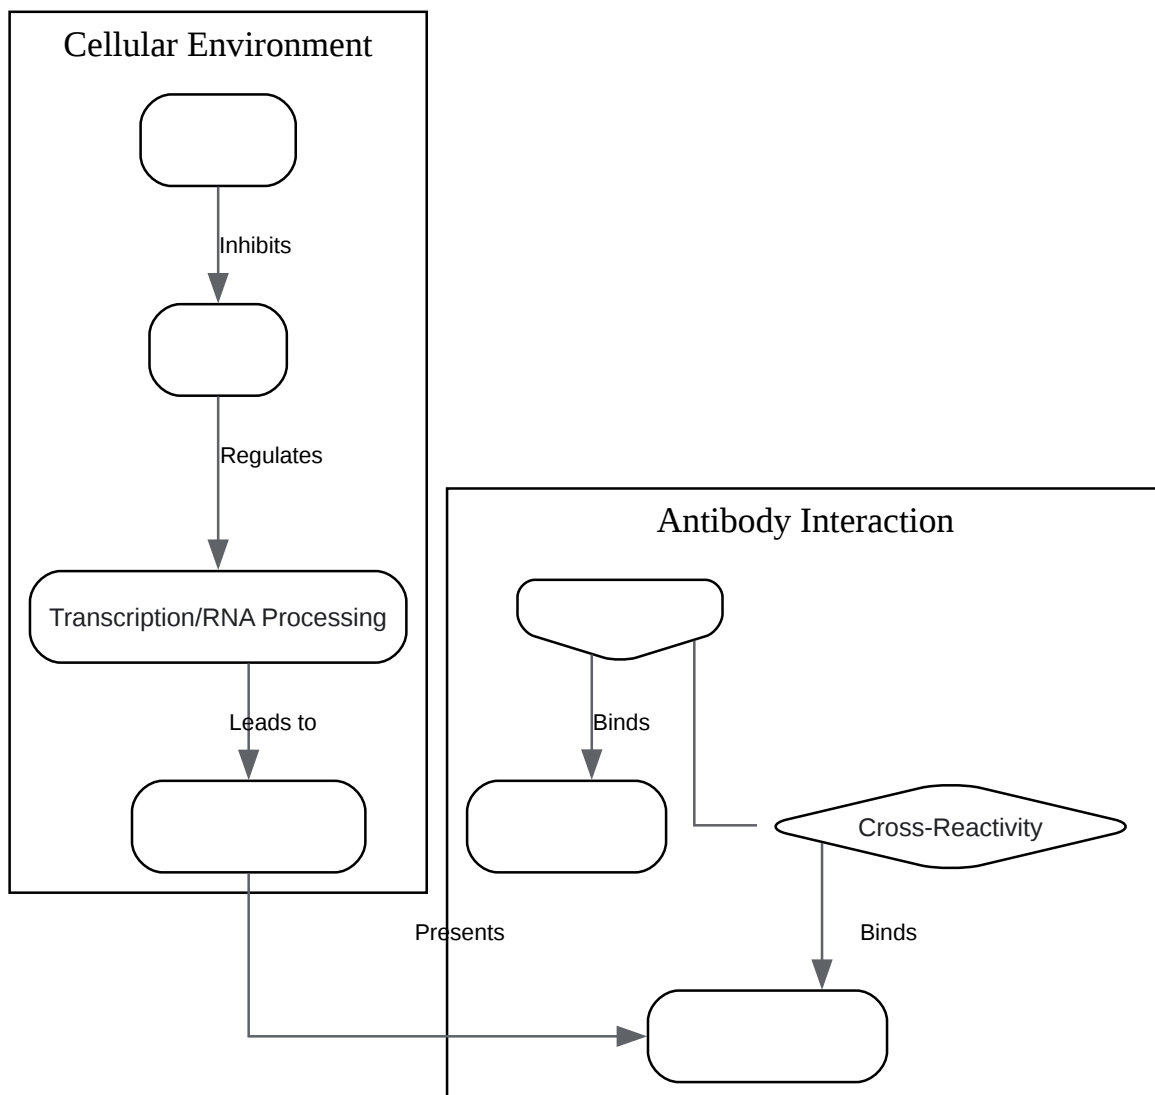 Cellular Environment
Inhibits
Regulates
Transcription/RNA Processing
Leads to
Presents
Antibody Interaction
Binds
Cross-Reactivity
Binds